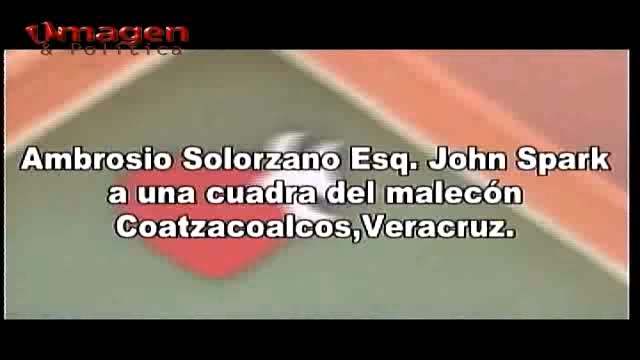 Imagen
& Política
Ambrosio Solorzano Esq. John Spark
a una cuadra del malecón
Coatzacoalcos,Veracruz.